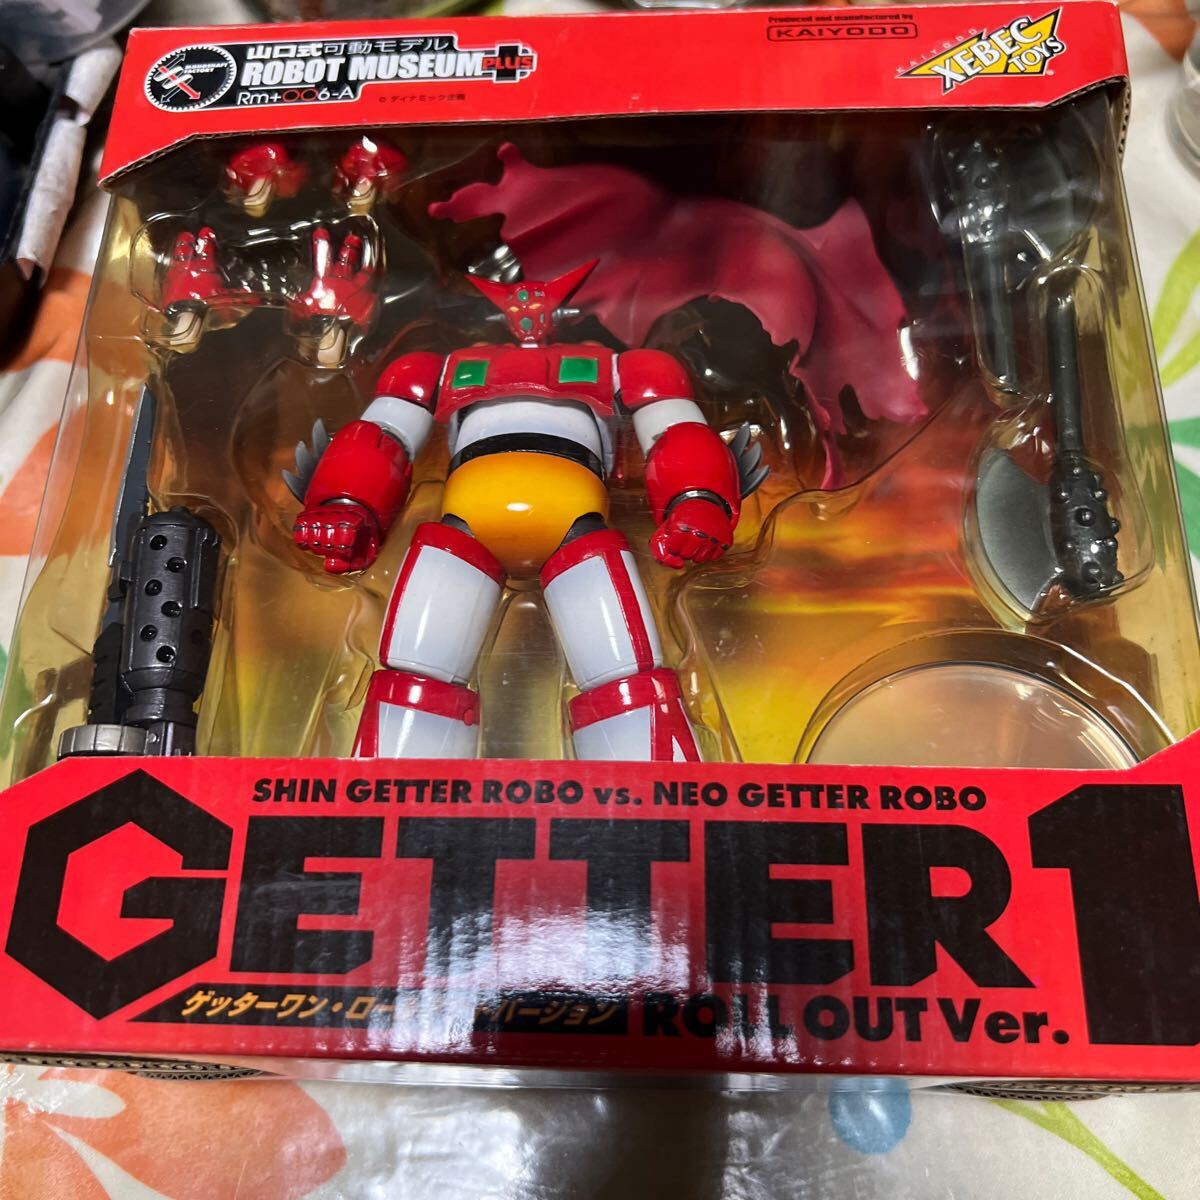 MONOSHAFT
FACTORY
山口式可動モデル
ROBOT MUSEUM PLUS
Rm+006-A
© ダイナミック企画
Produced and manufactured by
KAIYODO
KAIYODO
XEBEC
TOYS
SHIN GETTER ROBO vs. NEO GETTER ROBO
GETTER1
ゲッターワン・ロー バージョン
ROLL OUT Ver.